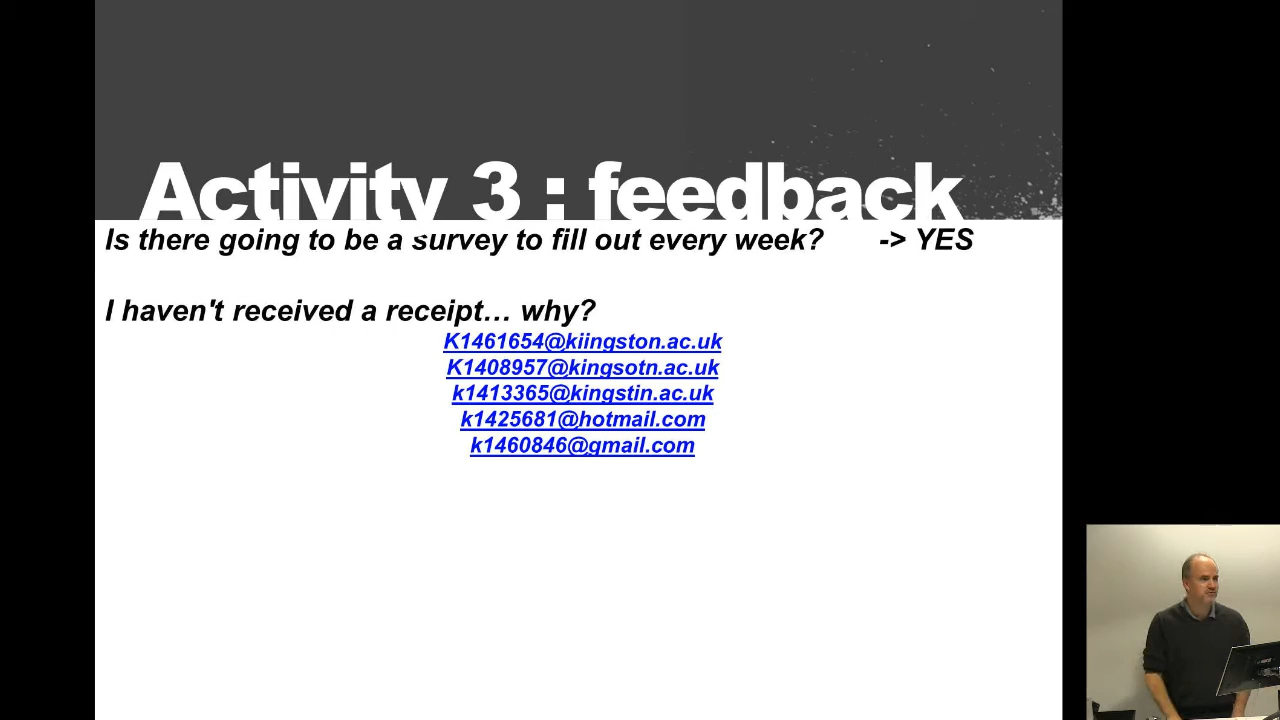 Activity 3 : feedback
Is there going to be a survey to fill out every week? -> YES
I haven't received a receipt… why?
K1461654@kiingston.ac.uk
K1408957@kingsotn.ac.uk
k1413365@kingstin.ac.uk
k1425681@hotmail.com
k1460846@gmail.com